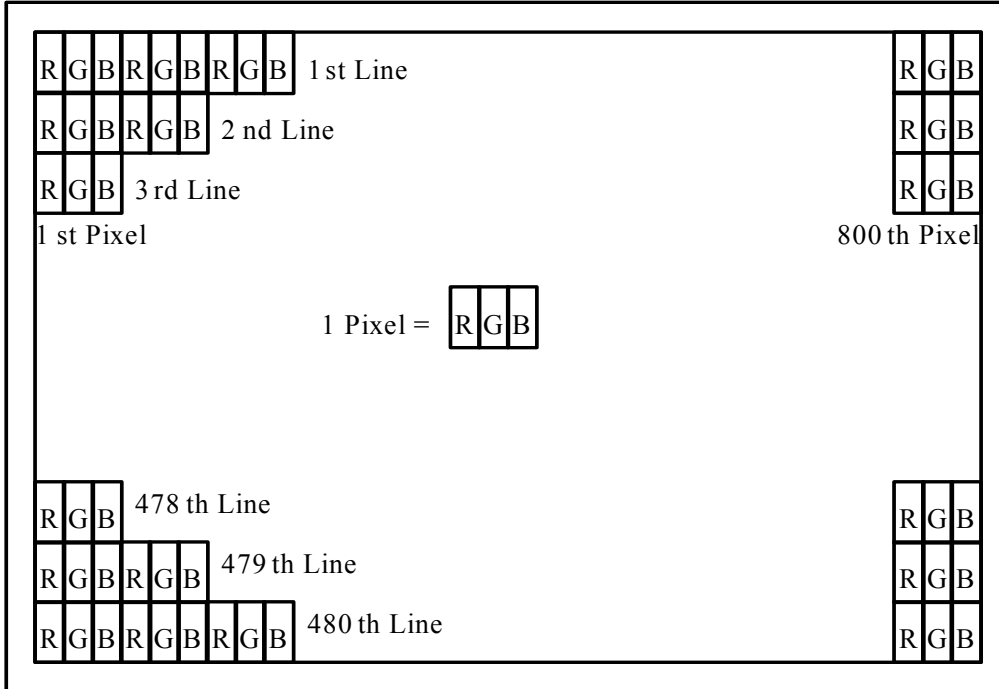 R G B R G B R G B 1 st Line R G B
R G B R G B 2 nd Line R G B
R G B 3 rd Line R G B
1 st Pixel 800 th Pixel
1 Pixel = R G B
R G B 478 th Line R G B
R G B R G B 479 th Line R G B
R G B R G B R G B 480 th Line R G B